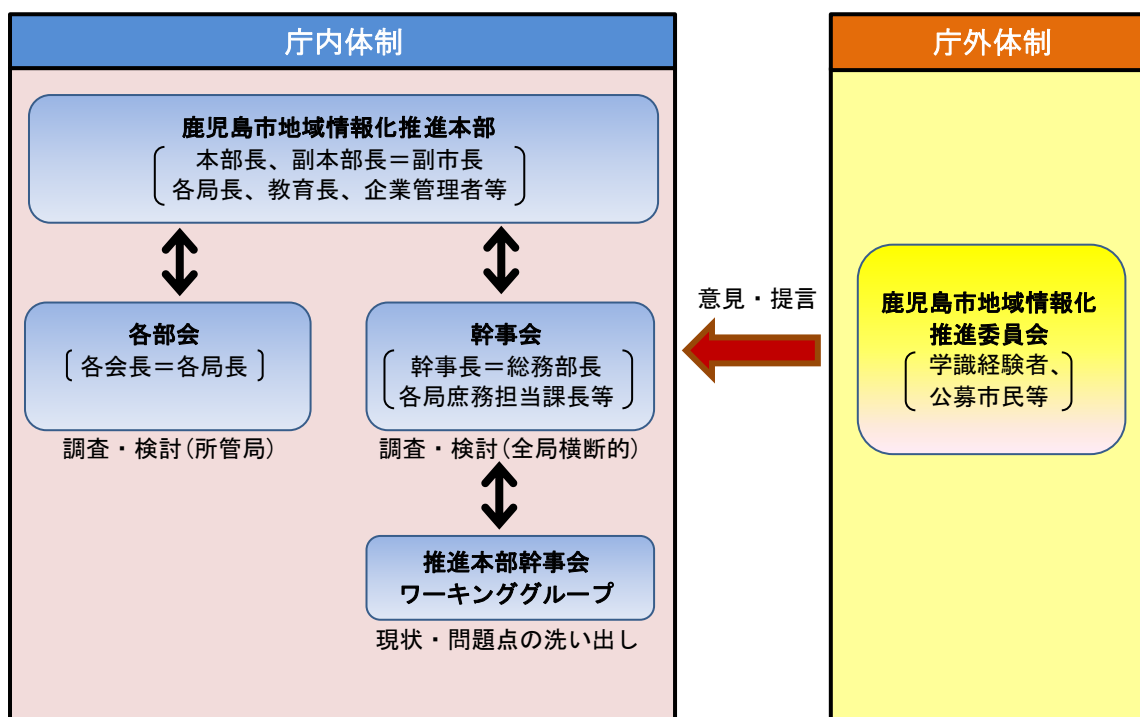 庁内体制
鹿児島市地域情報化推進本部
本部長、副本部長＝副市長
各局長、教育長、企業管理者等
各部会
各会長＝各局長
調査・検討(所管局)
幹事会
幹事長＝総務部長
各局庶務担当課長等
調査・検討(全局横断的)
推進本部幹事会
ワーキンググループ
現状・問題点の洗い出し
意見・提言
庁外体制
鹿児島市地域情報化
推進委員会
学識経験者、
公募市民等